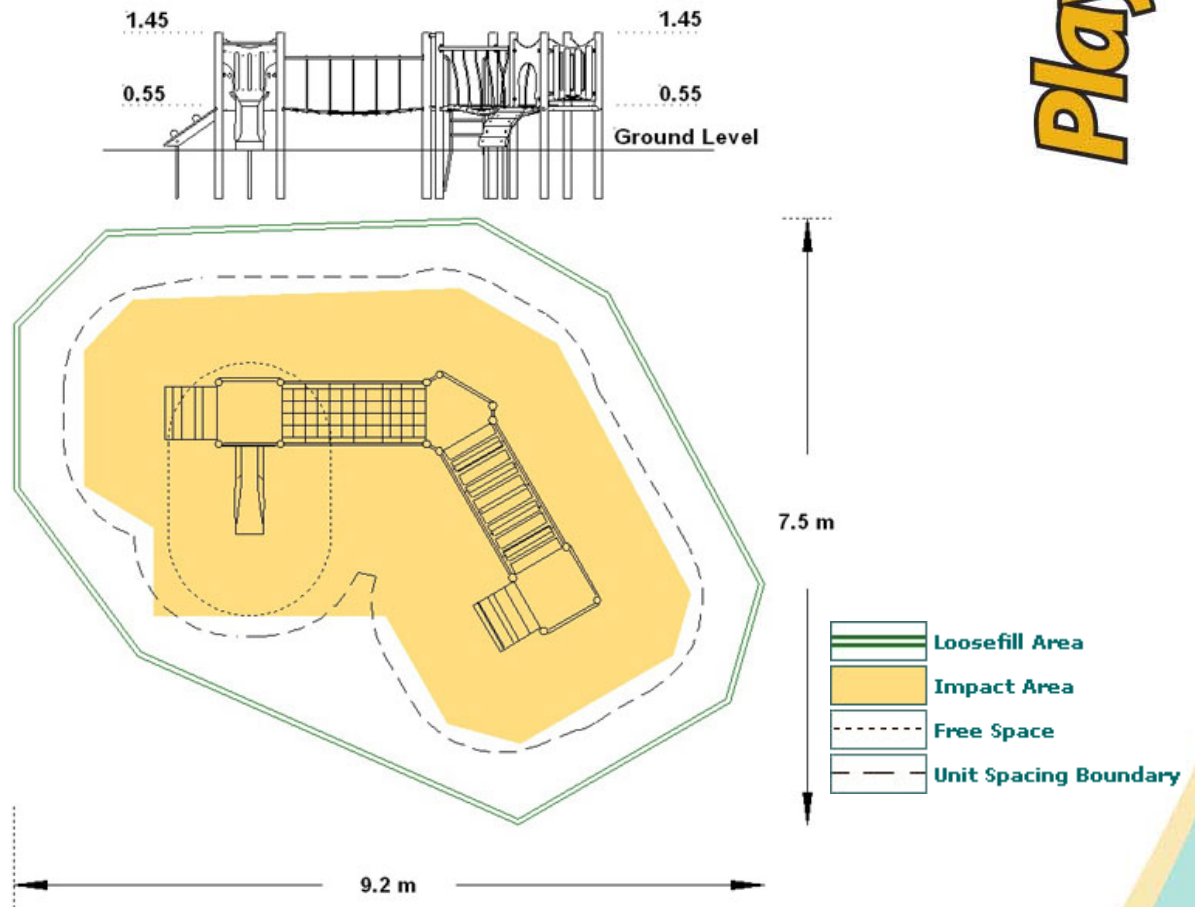 1.45
1.45
0.55
0.55
Ground Level
Play
7.5 m
Loosefill Area
Impact Area
Free Space
Unit Spacing Boundary
9.2 m